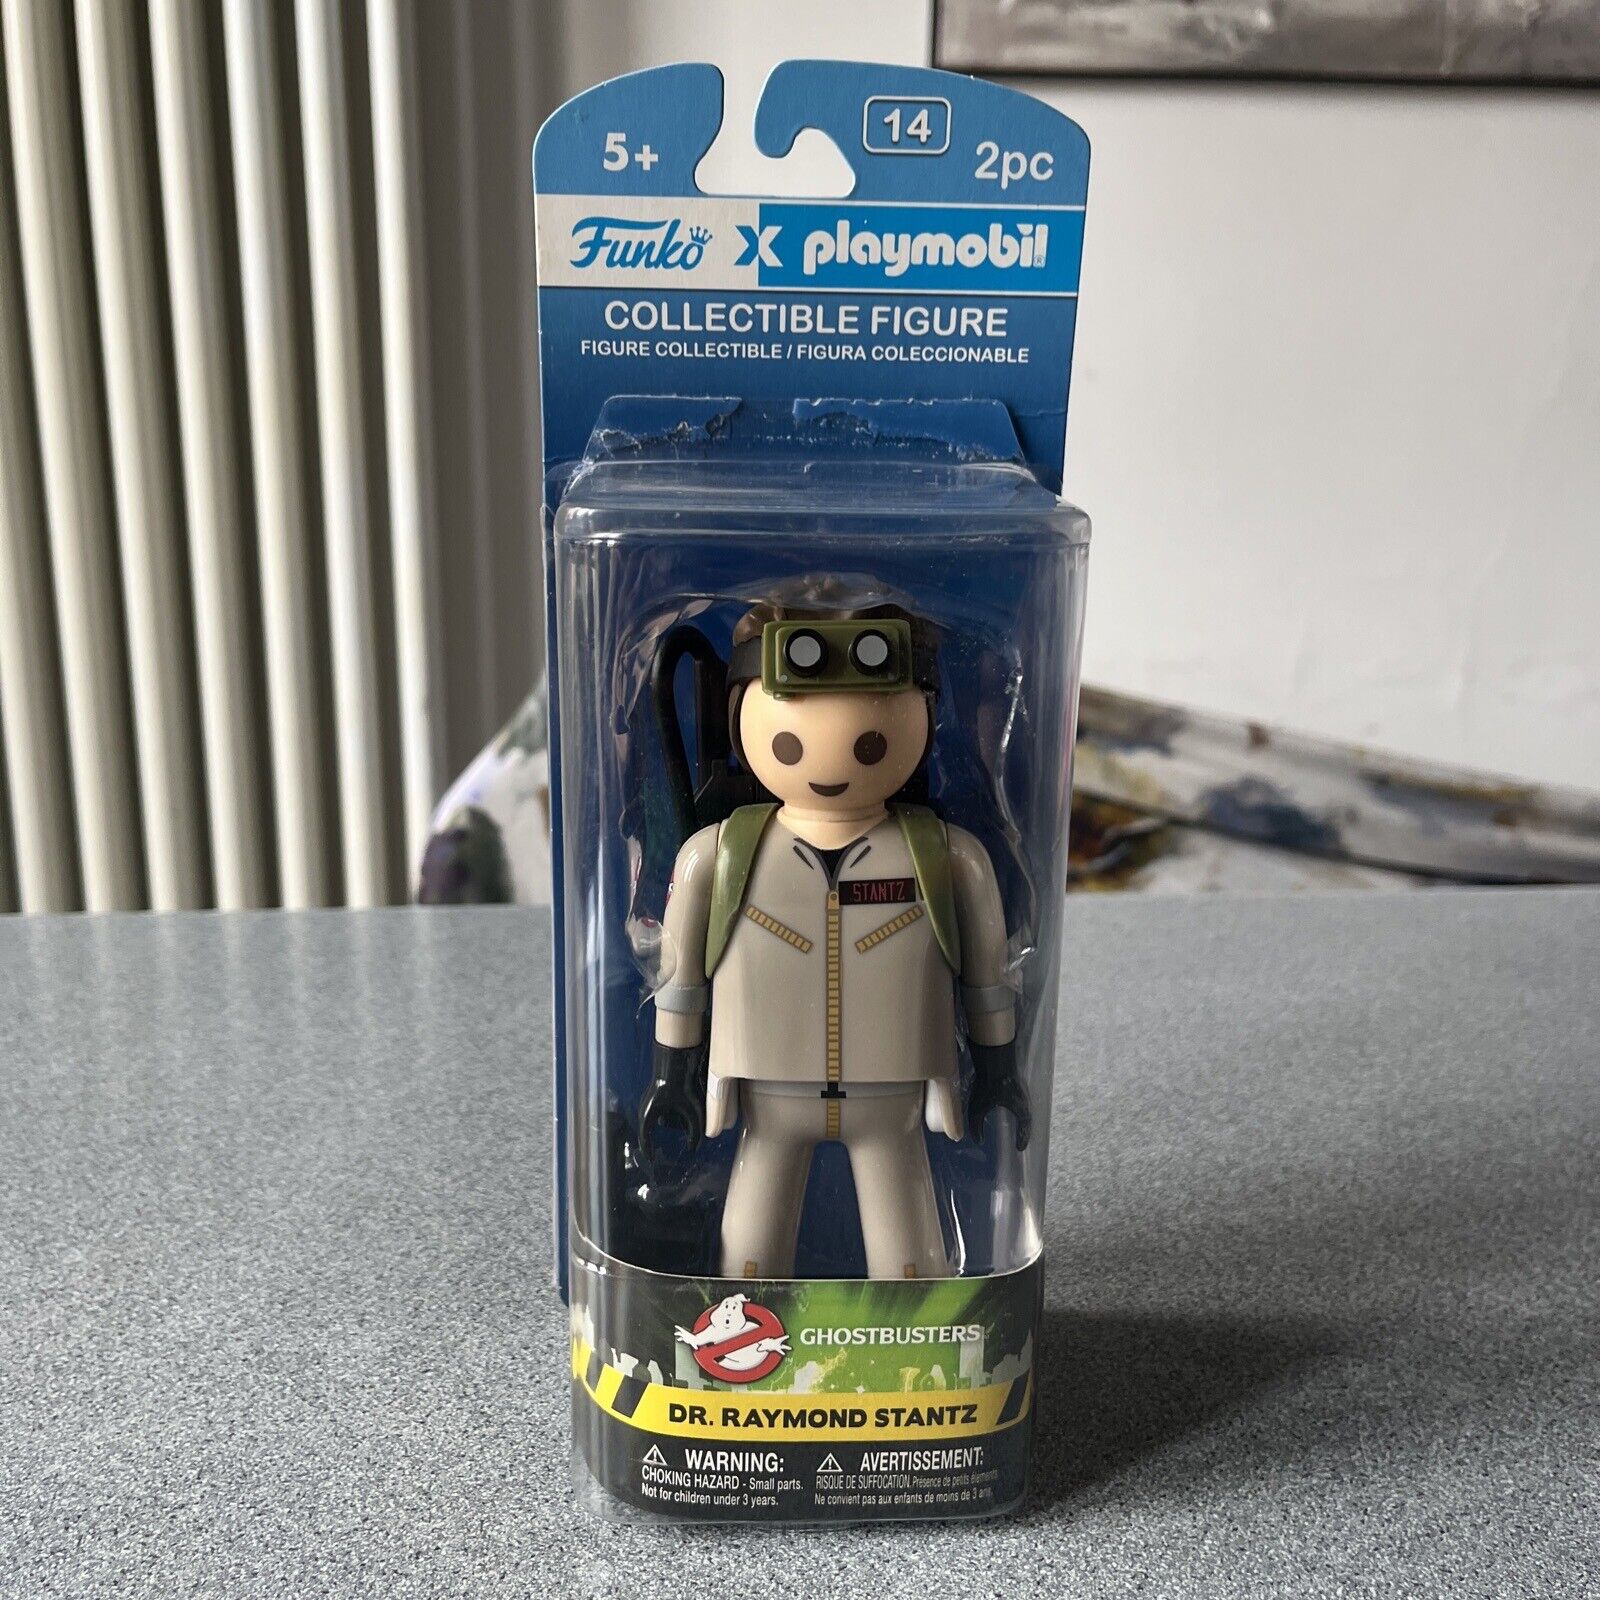 5+
14
2pc
Funko X playmobil®
COLLECTIBLE FIGURE
FIGURE COLLECTIBLE / FIGURA COLECCIONABLE
STANTZ
GHOSTBUSTERS
DR. RAYMOND STANTZ
⚠ WARNING:
CHOKING HAZARD - Small parts.
Not for children under 3 years.
⚠ AVERTISSEMENT:
RISQUE DE SUFFOCATION. Présence de petits éléments
Ne convient pas aux enfants de moins de 3 ans.